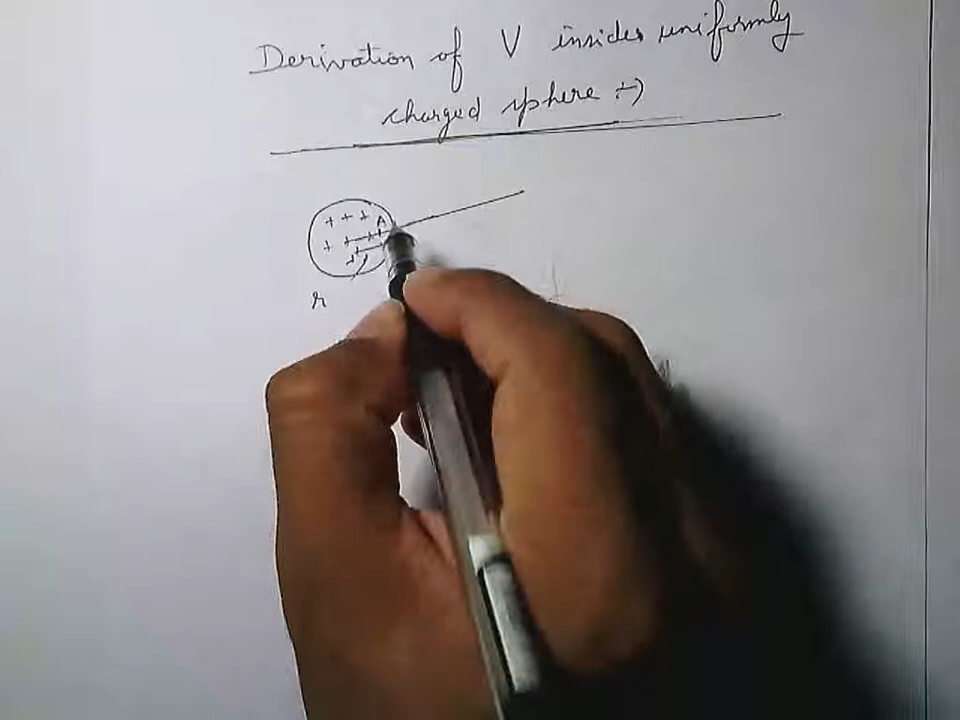 Derivation of V insides uniformly
charged sphere :-)
+ + + A
+ + + +
r